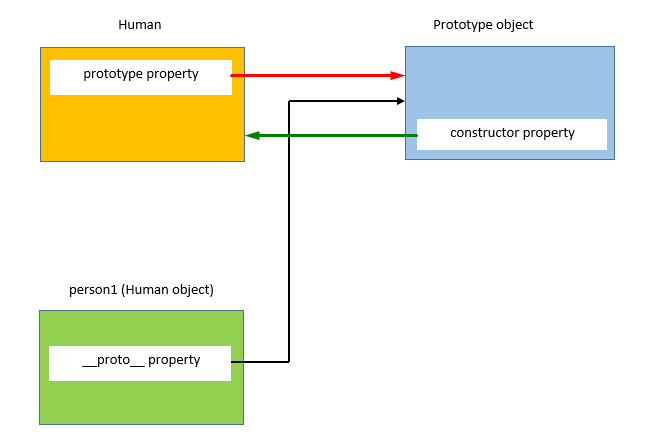 Human
Prototype object
prototype property
constructor property
person1 (Human object)
__proto__ property